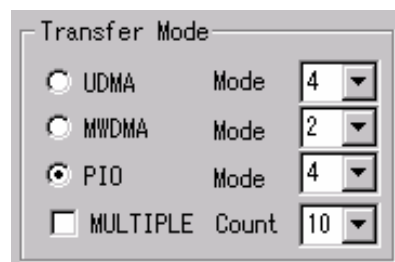 Transfer Mode
UDMA Mode 4
MWDMA Mode 2
PIO Mode 4
MULTIPLE Count 10